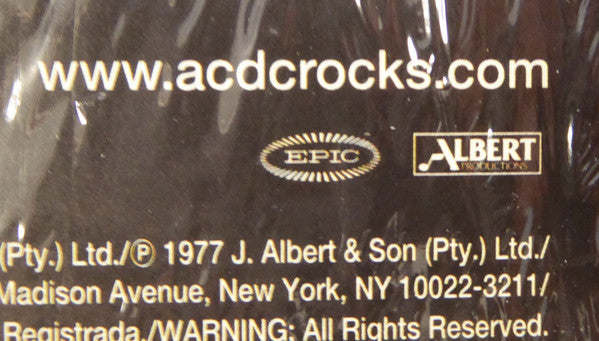 www.acdcrocks.com
EPIC
ALBERT
PRODUCTIONS
(Pty.) Ltd./℗ 1977 J. Albert & Son (Pty.) Ltd./
Madison Avenue, New York, NY 10022-3211/
Registrada./WARNING: All Rights Reserved.